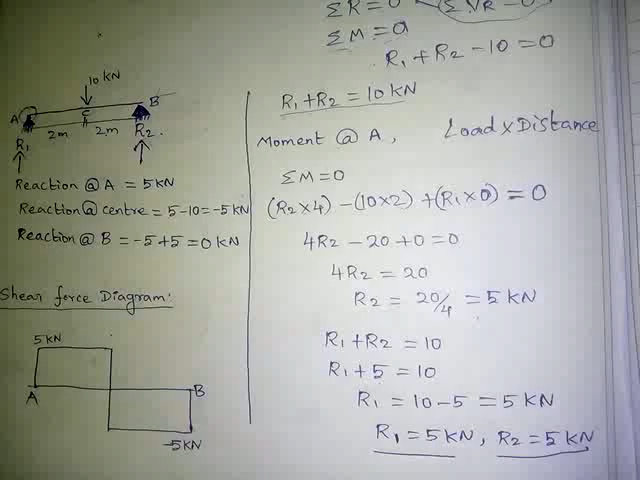 10 KN
A C B
2m 2m
R1 R2
Reaction @ A = 5 KN
Reaction @ centre = 5-10 = -5 KN
Reaction @ B = -5+5 = 0 KN
Shear force Diagram:
5 KN
A B
-5 KN
ΣM = 0
R1 + R2 - 10 = 0
R1 + R2 = 10 KN
Moment @ A, Load x Distance
ΣM = 0
(R2 x 4) - (10 x 2) + (R1 x 0) = 0
4R2 - 20 + 0 = 0
4R2 = 20
R2 = 20/4 = 5 KN
R1 + R2 = 10
R1 + 5 = 10
R1 = 10 - 5 = 5 KN
R1 = 5 KN, R2 = 5 KN